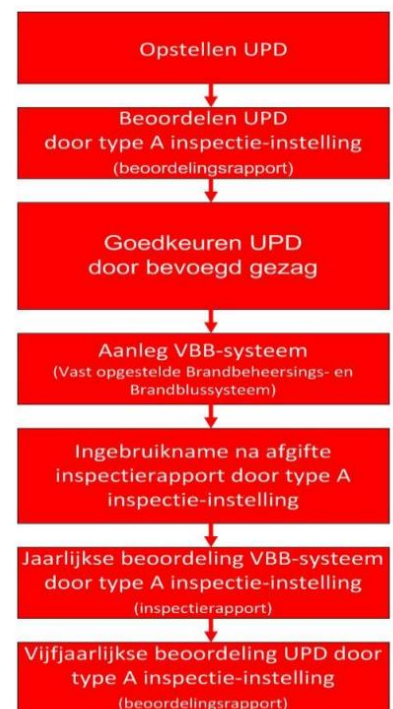 Opstellen UPD
Beoordelen UPD
door type A inspectie-instelling
(beoordelingsrapport)
Goedkeuren UPD
door bevoegd gezag
Aanleg VBB-systeem
(Vast opgestelde Brandbeheersings- en
Brandblussysteem)
Ingebruikname na afgifte
inspectierapport door type A
inspectie-instelling
Jaarlijkse beoordeling VBB-systeem
door type A inspectie-instelling
(inspectierapport)
Vijfjaarlijkse beoordeling UPD door
type A inspectie-instelling
(beoordelingsrapport)